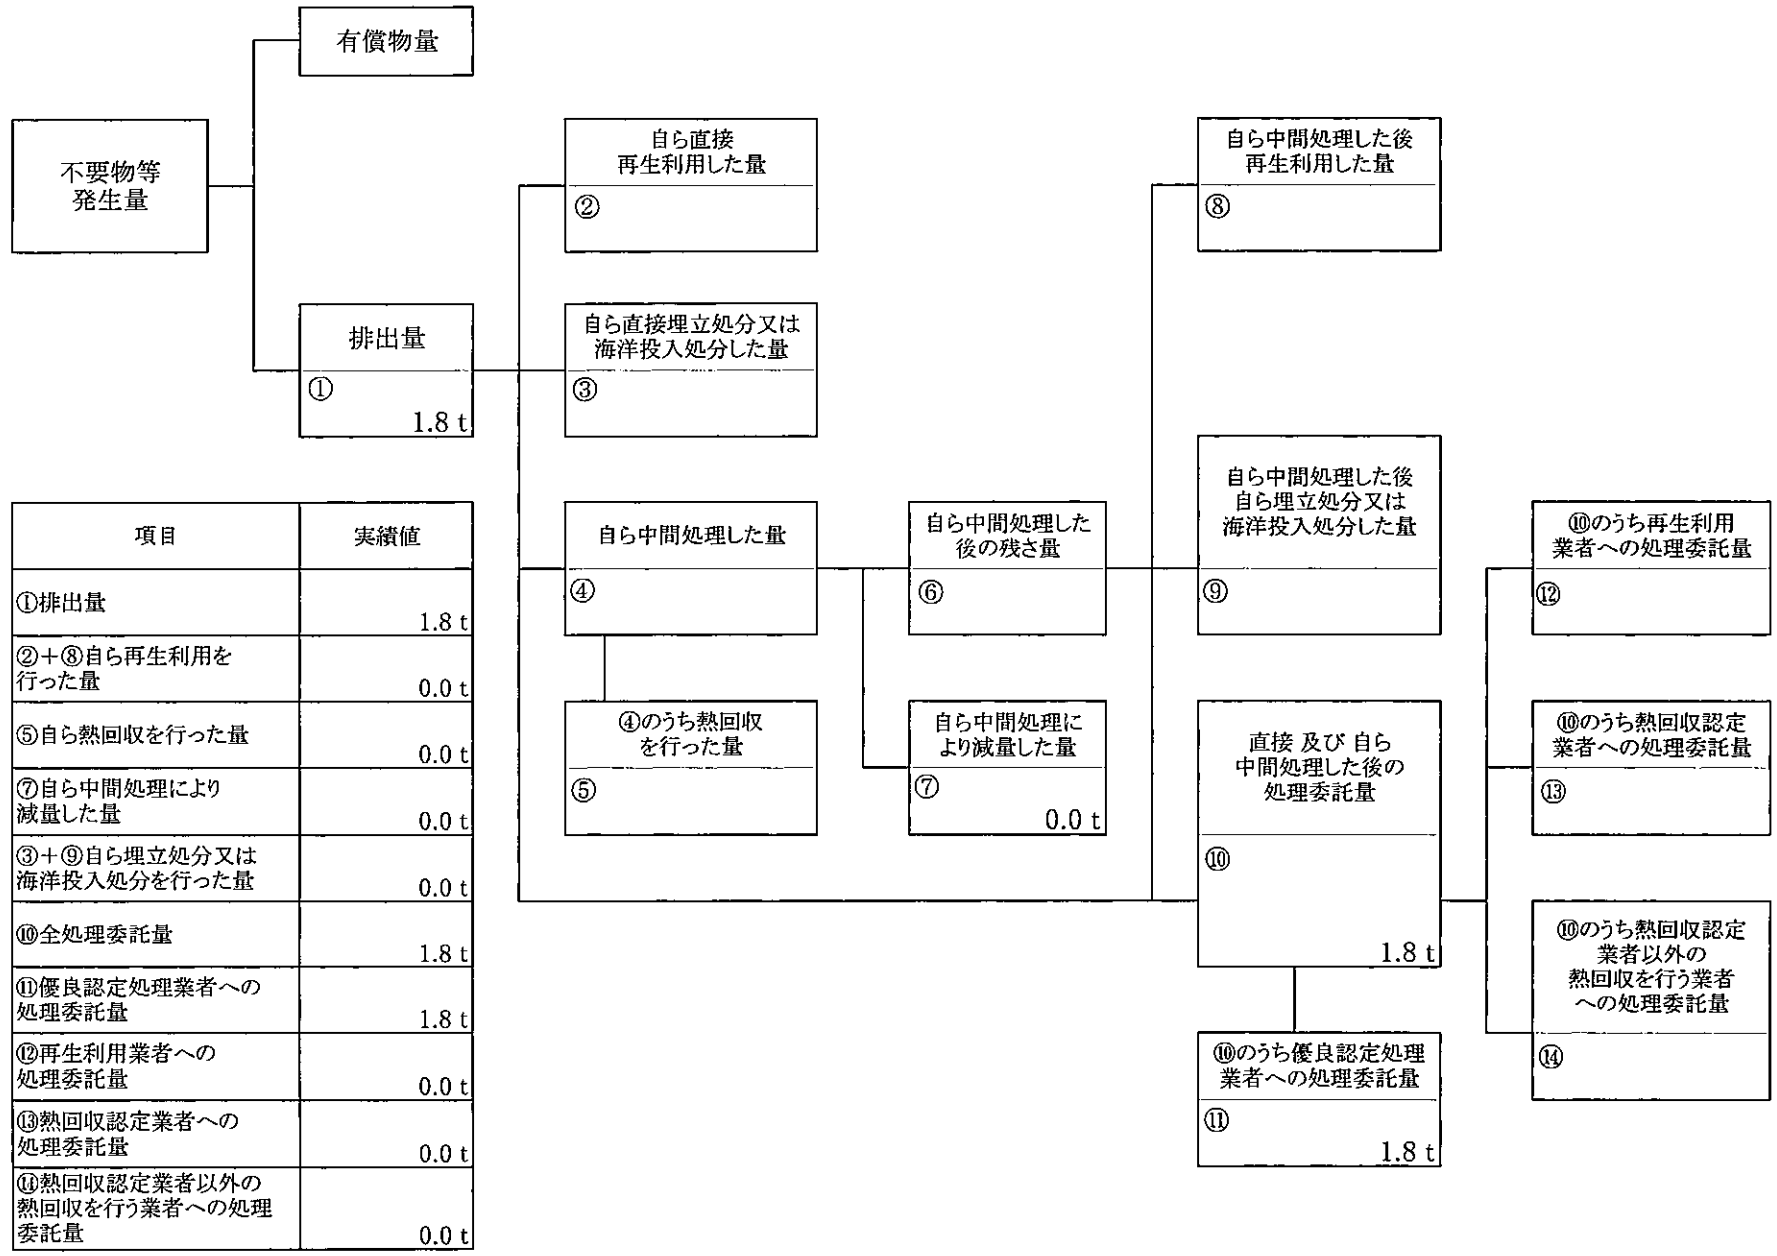 有償物量
不要物等
発生量
排出量
①
1.8 t
自ら直接
再生利用した量
②
自ら直接埋立処分又は
海洋投入処分した量
③
自ら中間処理した量
④
④のうち熱回収
を行った量
⑤
自ら中間処理した
後の残さ量
⑥
自ら中間処理に
より減量した量
⑦
0.0 t
自ら中間処理した後
再生利用した量
⑧
自ら中間処理した後
自ら埋立処分又は
海洋投入処分した量
⑨
直接 及び 自ら
中間処理した後の
処理委託量
⑩
1.8 t
⑩のうち優良認定処理
業者への処理委託量
⑪
1.8 t
⑩のうち再生利用
業者への処理委託量
⑫
⑩のうち熱回収認定
業者への処理委託量
⑬
⑩のうち熱回収認定
業者以外の
熱回収を行う業者
への処理委託量
⑭
項目 実績値
①排出量
1.8 t
②+⑧自ら再生利用を
行った量
0.0 t
⑤自ら熱回収を行った量
0.0 t
⑦自ら中間処理により
減量した量
0.0 t
③+⑨自ら埋立処分又は
海洋投入処分を行った量
0.0 t
⑩全処理委託量
1.8 t
⑪優良認定処理業者への
処理委託量
1.8 t
⑫再生利用業者への
処理委託量
0.0 t
⑬熱回収認定業者への
処理委託量
0.0 t
⑭熱回収認定業者以外の
熱回収を行う業者への処理
委託量
0.0 t